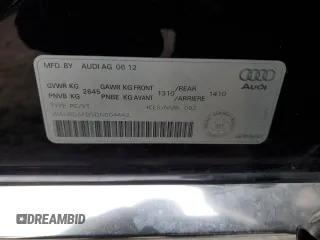 MFD. BY AUDI AG 06 12
GVWR KG 2645 GAWR KG FRONT 1310 /REAR 1410
PNVB KG PNBE KG AVANT /ARRIERE
Audi
TYPE: PC/VT
DREAMBID